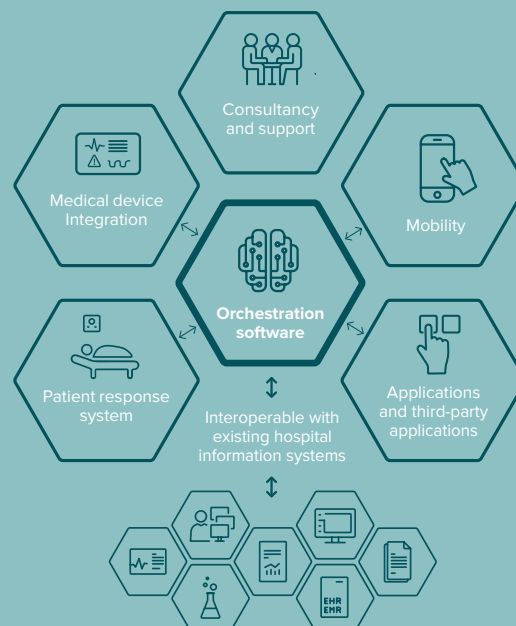 Consultancy
and support
Medical device
Integration
Mobility
Orchestration
software
Patient response
system
Applications
and third-party
applications
Interoperable with
existing hospital
information systems
EHR
EMR